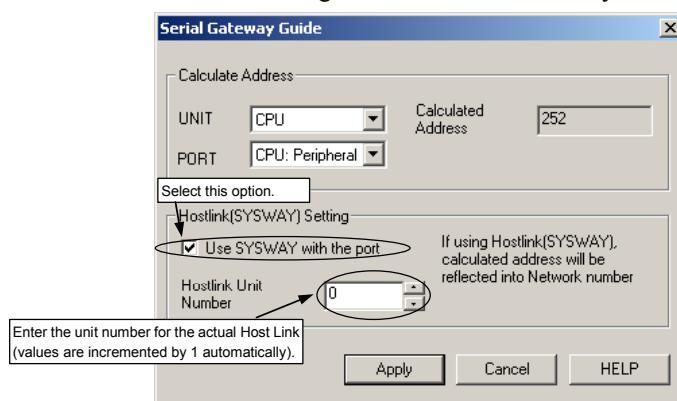 Serial Gateway Guide
Calculate Address
UNIT
CPU
Calculated
Address
252
PORT
CPU: Peripheral
Select this option.
Hostlink(SYSWAY) Setting
Use SYSWAY with the port
If using Hostlink(SYSWAY),
calculated address will be
reflected into Network number
Hostlink Unit
Number
0
Enter the unit number for the actual Host Link
(values are incremented by 1 automatically).
Apply
Cancel
HELP